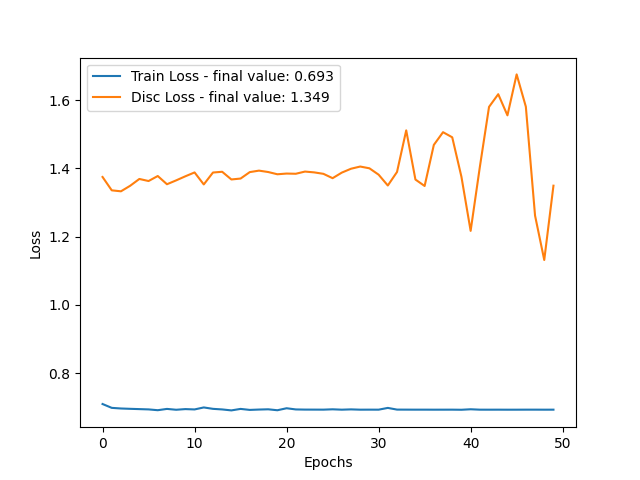 Train Loss - final value: 0.693
Disc Loss - final value: 1.349
1.6
1.4
1.2
1.0
0.8
Loss
0 10 20 30 40 50
Epochs